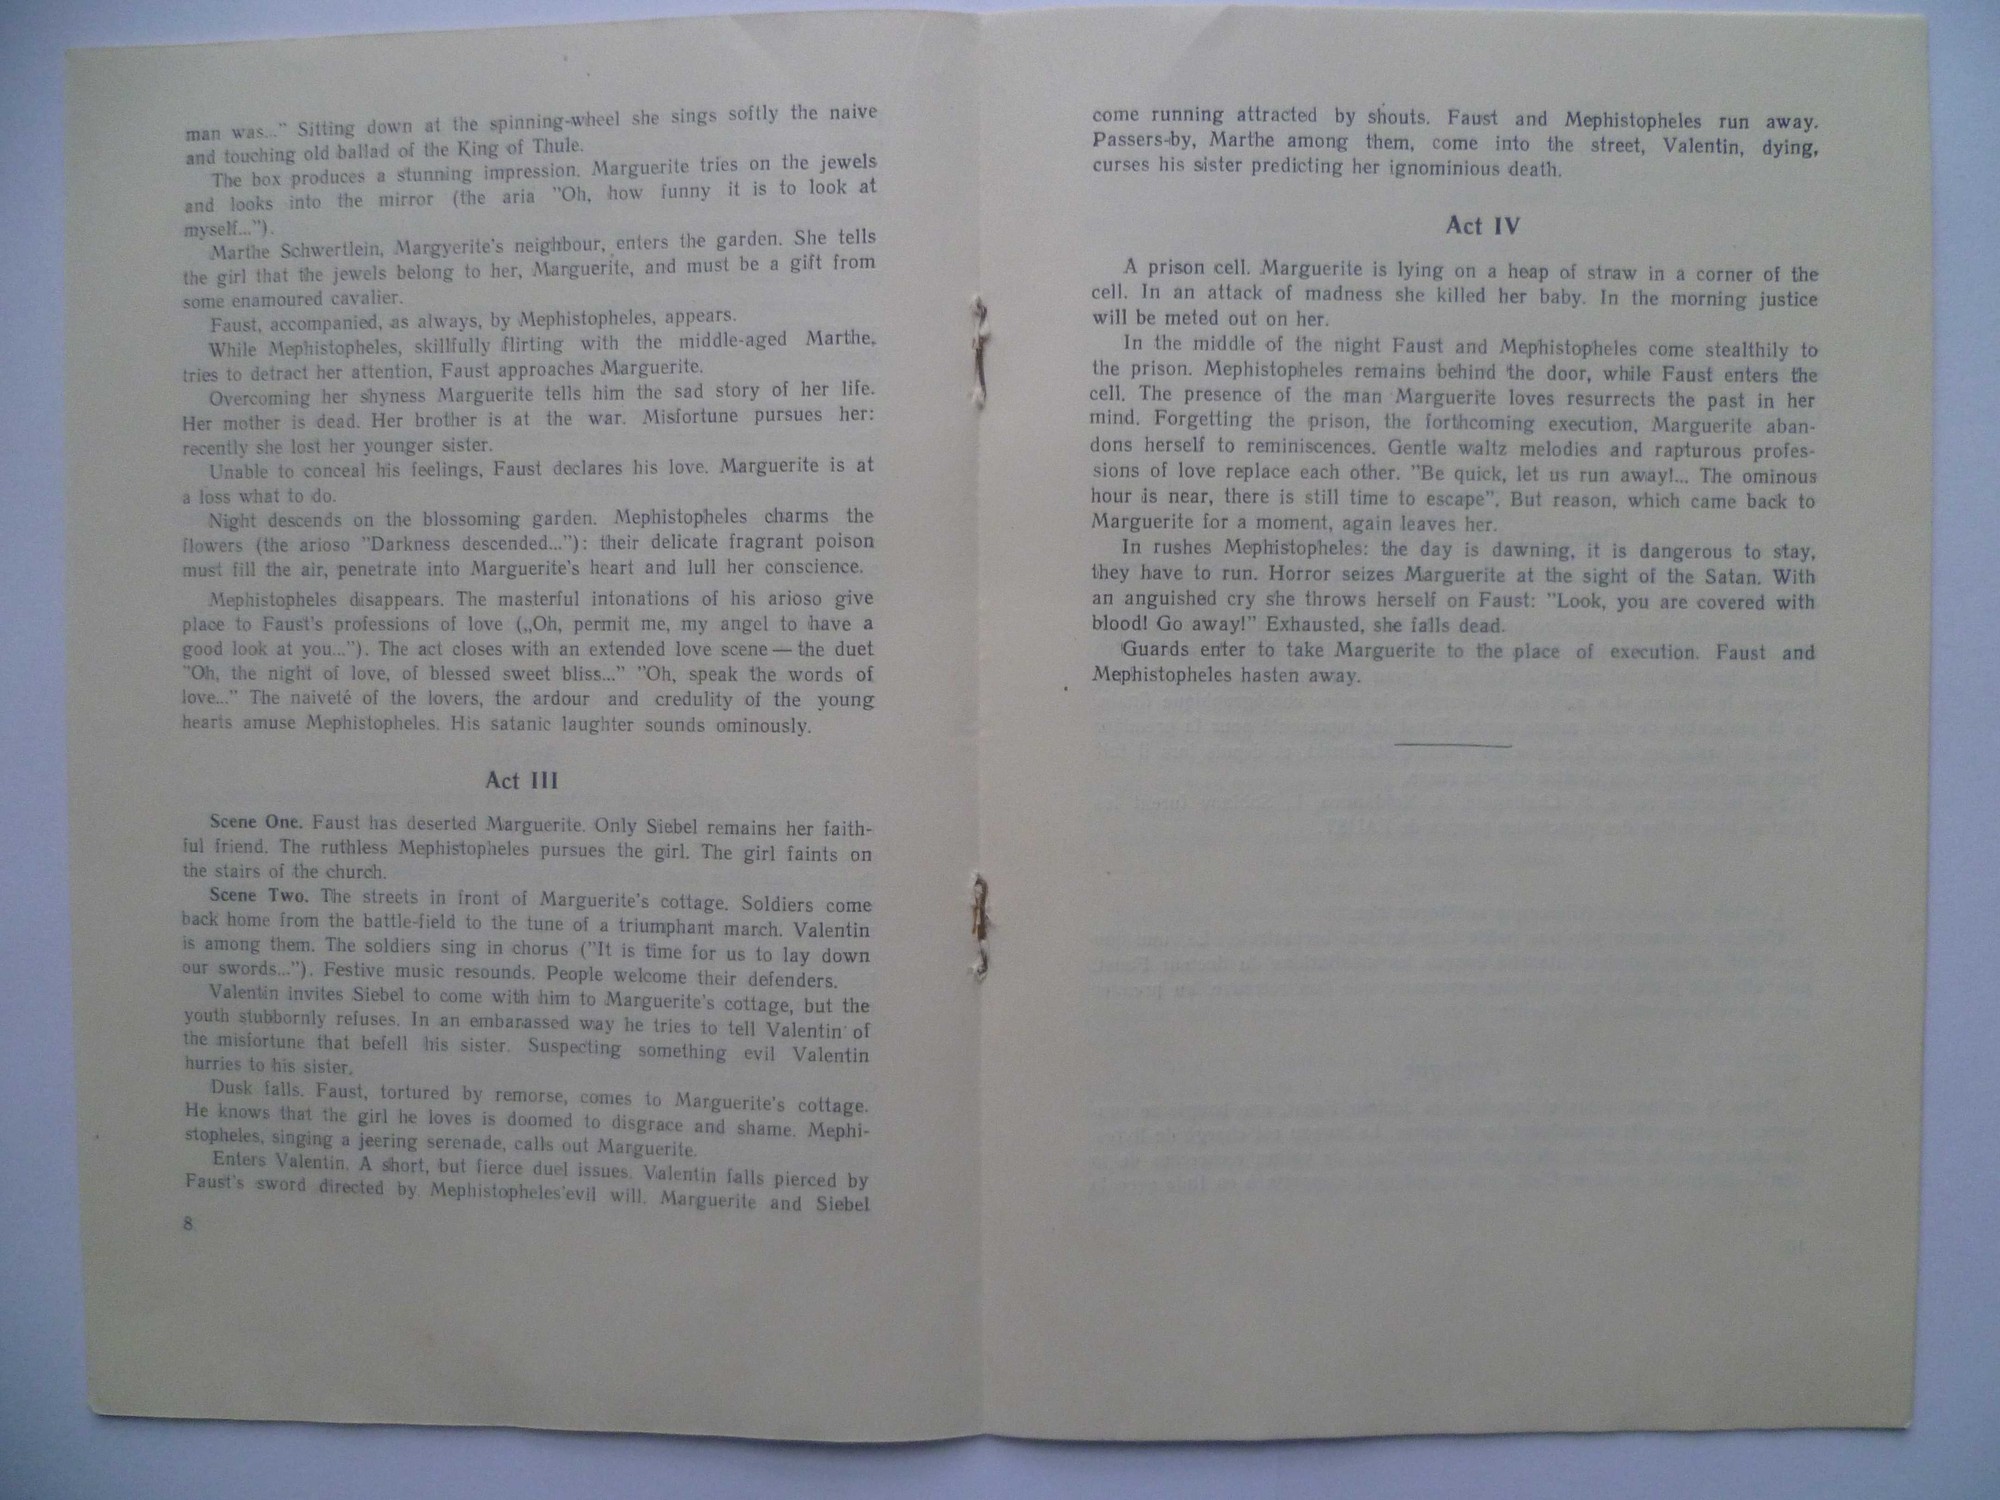 man was..." Sitting down at the spinning-wheel she sings softly the naive
and touching old ballad of the King of Thule.
The box produces a stunning impression. Marguerite tries on the jewels
and looks into the mirror (the aria "Oh, how funny it is to look at
myself...").
Marthe Schwertlein, Margyerite's neighbour, enters the garden. She tells
the girl that the jewels belong to her, Marguerite, and must be a gift from
some enamoured cavalier.
Faust, accompanied, as always, by Mephistopheles, appears.
While Mephistopheles, skillfully flirting with the middle-aged Marthe,
tries to detract her attention, Faust approaches Marguerite.
Overcoming her shyness Marguerite tells him the sad story of her life.
Her mother is dead. Her brother is at the war. Misfortune pursues her:
recently she lost her younger sister.
Unable to conceal his feelings, Faust declares his love. Marguerite is at
a loss what to do.
Night descends on the blossoming garden. Mephistopheles charms the
flowers (the arioso "Darkness descended..."): their delicate fragrant poison
must fill the air, penetrate into Marguerite's heart and lull her conscience.
Mephistopheles disappears. The masterful intonations of his arioso give
place to Faust's professions of love („Oh, permit me, my angel to have a
good look at you..."). The act closes with an extended love scene — the duet
"Oh, the night of love, of blessed sweet bliss..." "Oh, speak the words of
love..." The naiveté of the lovers, the ardour and credulity of the young
hearts amuse Mephistopheles. His satanic laughter sounds ominously.
Act III
Scene One. Faust has deserted Marguerite. Only Siebel remains her faith-
ful friend. The ruthless Mephistopheles pursues the girl. The girl faints on
the stairs of the church.
Scene Two. The streets in front of Marguerite's cottage. Soldiers come
back home from the battle-field to the tune of a triumphant march. Valentin
is among them. The soldiers sing in chorus ("It is time for us to lay down
our swords..."). Festive music resounds. People welcome their defenders.
Valentin invites Siebel to come with him to Marguerite's cottage, but the
youth stubbornly refuses. In an embarassed way he tries to tell Valentin of
the misfortune that befell his sister. Suspecting something evil Valentin
hurries to his sister.
Dusk falls. Faust, tortured by remorse, comes to Marguerite's cottage.
He knows that the girl he loves is doomed to disgrace and shame. Mephi-
stopheles, singing a jeering serenade, calls out Marguerite.
Enters Valentin. A short, but fierce duel issues. Valentin falls pierced by
Faust's sword directed by Mephistopheles'evil will. Marguerite and Siebel
8
come running attracted by shouts. Faust and Mephistopheles run away.
Passers-by, Marthe among them, come into the street, Valentin, dying,
curses his sister predicting her ignominious death.
Act IV
A prison cell. Marguerite is lying on a heap of straw in a corner of the
cell. In an attack of madness she killed her baby. In the morning justice
will be meted out on her.
In the middle of the night Faust and Mephistopheles come stealthily to
the prison. Mephistopheles remains behind the door, while Faust enters the
cell. The presence of the man Marguerite loves resurrects the past in her
mind. Forgetting the prison, the forthcoming execution, Marguerite aban-
dons herself to reminiscences. Gentle waltz melodies and rapturous profes-
sions of love replace each other. "Be quick, let us run away!... The ominous
hour is near, there is still time to escape". But reason, which came back to
Marguerite for a moment, again leaves her.
In rushes Mephistopheles: the day is dawning, it is dangerous to stay,
they have to run. Horror seizes Marguerite at the sight of the Satan. With
an anguished cry she throws herself on Faust: "Look, you are covered with
blood! Go away!" Exhausted, she falls dead.
Guards enter to take Marguerite to the place of execution. Faust and
Mephistopheles hasten away.